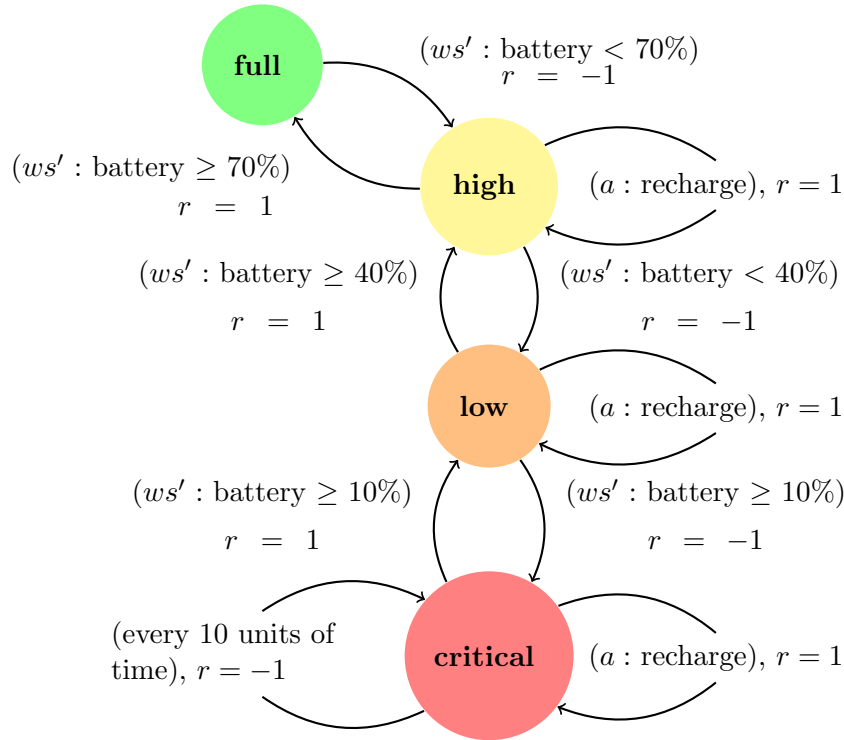 full
(ws′ : battery < 70%)
r = −1
(ws′ : battery ≥ 70%)
r = 1
high
(a : recharge), r = 1
(ws′ : battery ≥ 40%)
r = 1
(ws′ : battery < 40%)
r = −1
low
(a : recharge), r = 1
(ws′ : battery ≥ 10%)
r = 1
(ws′ : battery ≥ 10%)
r = −1
(every 10 units of
time), r = −1
critical
(a : recharge), r = 1